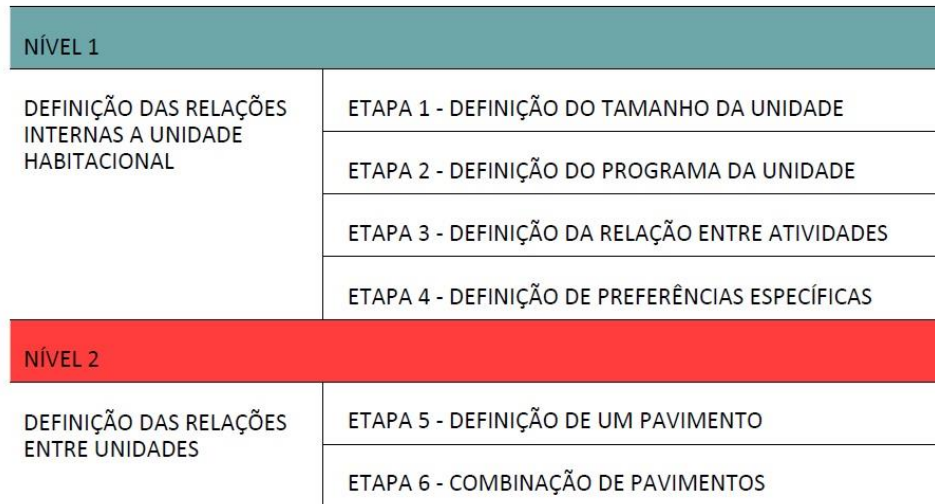 NÍVEL 1
DEFINIÇÃO DAS RELAÇÕES
INTERNAS A UNIDADE
HABITACIONAL
ETAPA 1 - DEFINIÇÃO DO TAMANHO DA UNIDADE
ETAPA 2 - DEFINIÇÃO DO PROGRAMA DA UNIDADE
ETAPA 3 - DEFINIÇÃO DA RELAÇÃO ENTRE ATIVIDADES
ETAPA 4 - DEFINIÇÃO DE PREFERÊNCIAS ESPECÍFICAS
NÍVEL 2
DEFINIÇÃO DAS RELAÇÕES
ENTRE UNIDADES
ETAPA 5 - DEFINIÇÃO DE UM PAVIMENTO
ETAPA 6 - COMBINAÇÃO DE PAVIMENTOS